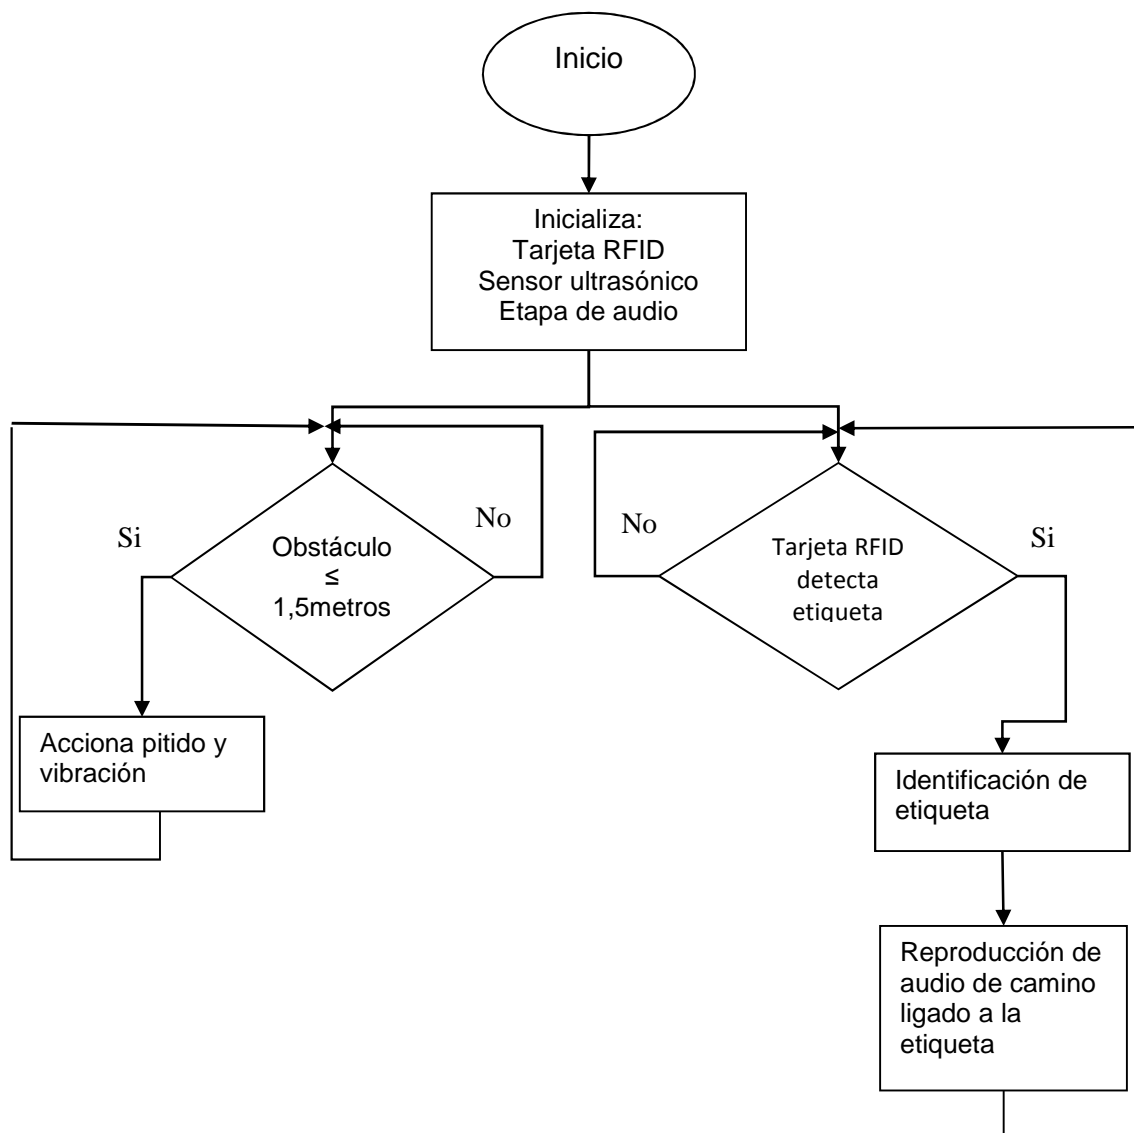 Inicio
Inicializa:
Tarjeta RFID
Sensor ultrasónico
Etapa de audio
Si
Obstáculo
≤
1,5metros
No
No
Tarjeta RFID
detecta
etiqueta
Si
Acciona pitido y
vibración
Identificación de
etiqueta
Reproducción de
audio de camino
ligado a la
etiqueta